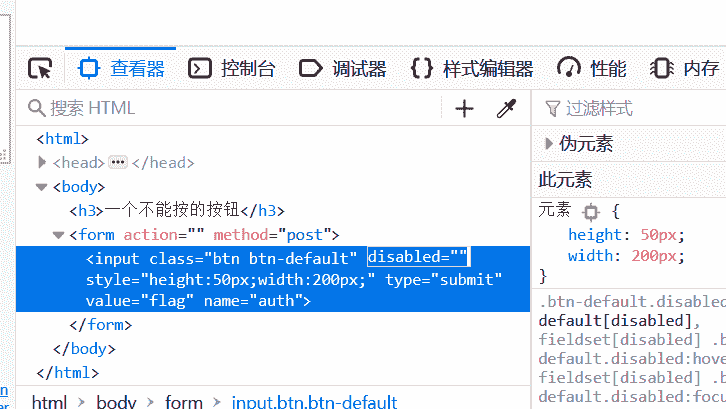 查看器 控制台 调试器 样式编辑器 性能 内存
搜索 HTML
过滤样式
<html>
<head> </head>
<body>
<h3>一个不能按的按钮</h3>
<form action="" method="post">
<input class="btn btn-default" disabled=""
style="height:50px;width:200px;" type="submit"
value="flag" name="auth">
</form>
</body>
</html>
html > body > form > input.btn.btn-default
伪元素
此元素
元素 {
height: 50px;
width: 200px;
}
.btn-default.disabled
default[disabled],
fieldset[disabled] .b
default.disabled:hove
fieldset[disabled] .b
default.disabled:focu